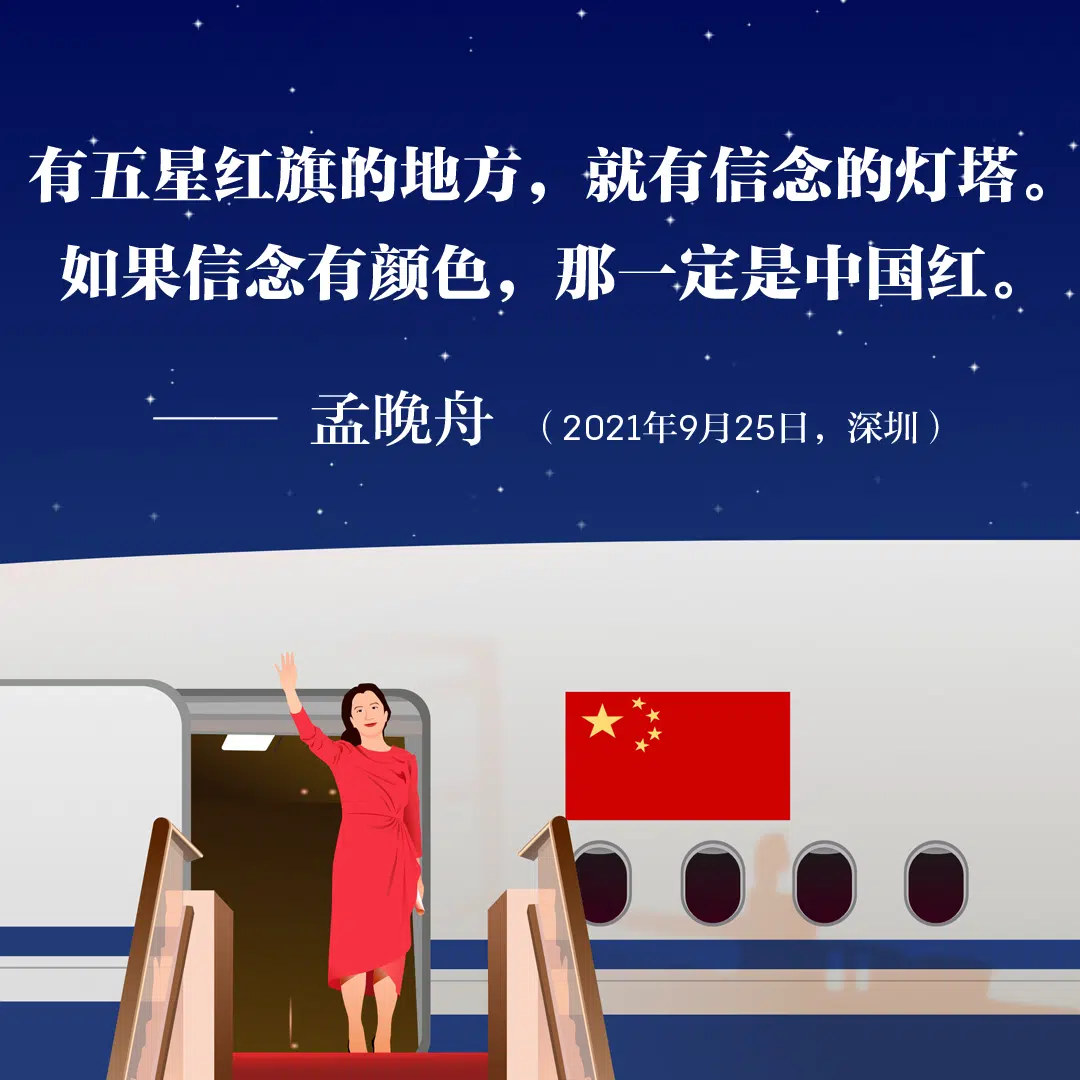 有五星红旗的地方，就有信念的灯塔。
如果信念有颜色，那一定是中国红。
—— 孟晚舟 （2021年9月25日，深圳）